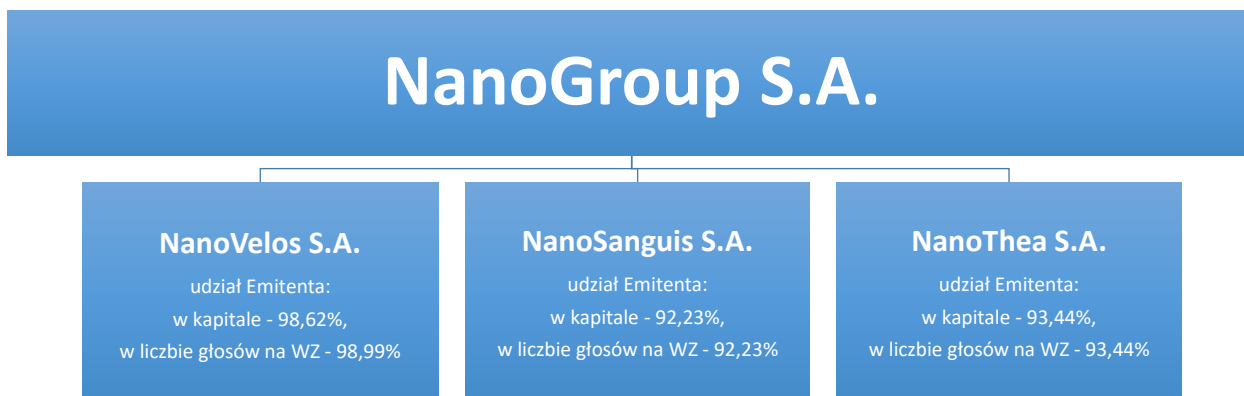 NanoGroup S.A.
NanoVelos S.A.
udział Emitenta:
w kapitale - 98,62%,
w liczbie głosów na WZ - 98,99%
NanoSanguis S.A.
udział Emitenta:
w kapitale - 92,23%,
w liczbie głosów na WZ - 92,23%
NanoThea S.A.
udział Emitenta:
w kapitale - 93,44%,
w liczbie głosów na WZ - 93,44%